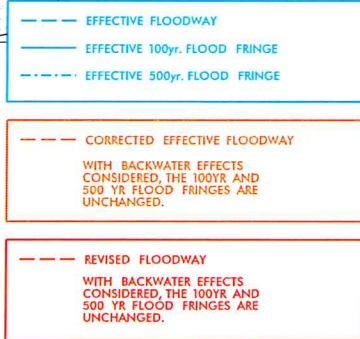 EFFECTIVE FLOODWAY
EFFECTIVE 100yr. FLOOD FRINGE
EFFECTIVE 500yr. FLOOD FRINGE
CORRECTED EFFECTIVE FLOODWAY
WITH BACKWATER EFFECTS
CONSIDERED, THE 100YR AND
500 YR FLOOD FRINGES ARE
UNCHANGED.
REVISED FLOODWAY
WITH BACKWATER EFFECTS
CONSIDERED, THE 100YR AND
500 YR FLOOD FRINGES ARE
UNCHANGED.